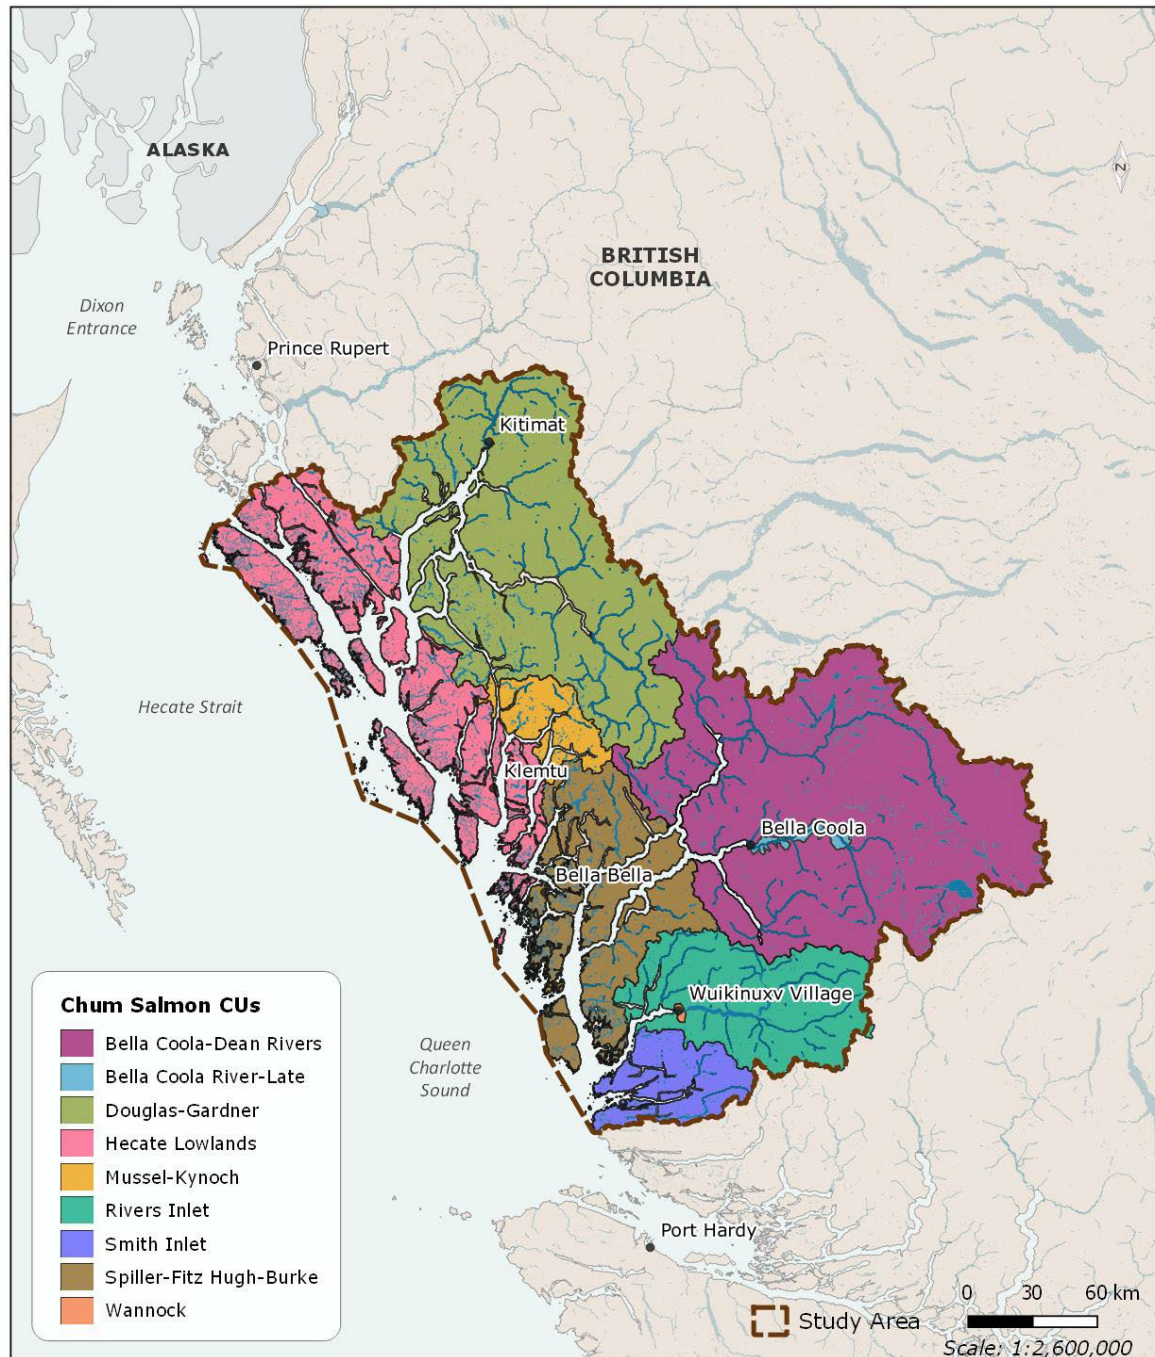 ALASKA
BRITISH
COLUMBIA
N
Dixon
Entrance
Prince Rupert
Kitimat
Hecate Strait
Klemtu
Bella Coola
Bella Bella
Wuikinuxv Village
Queen
Charlotte
Sound
Port Hardy
Chum Salmon CUs
Bella Coola-Dean Rivers
Bella Coola River-Late
Douglas-Gardner
Hecate Lowlands
Mussel-Kynoch
Rivers Inlet
Smith Inlet
Spiller-Fitz Hugh-Burke
Wannock
Study Area
0 30 60 km
Scale: 1:2,600,000